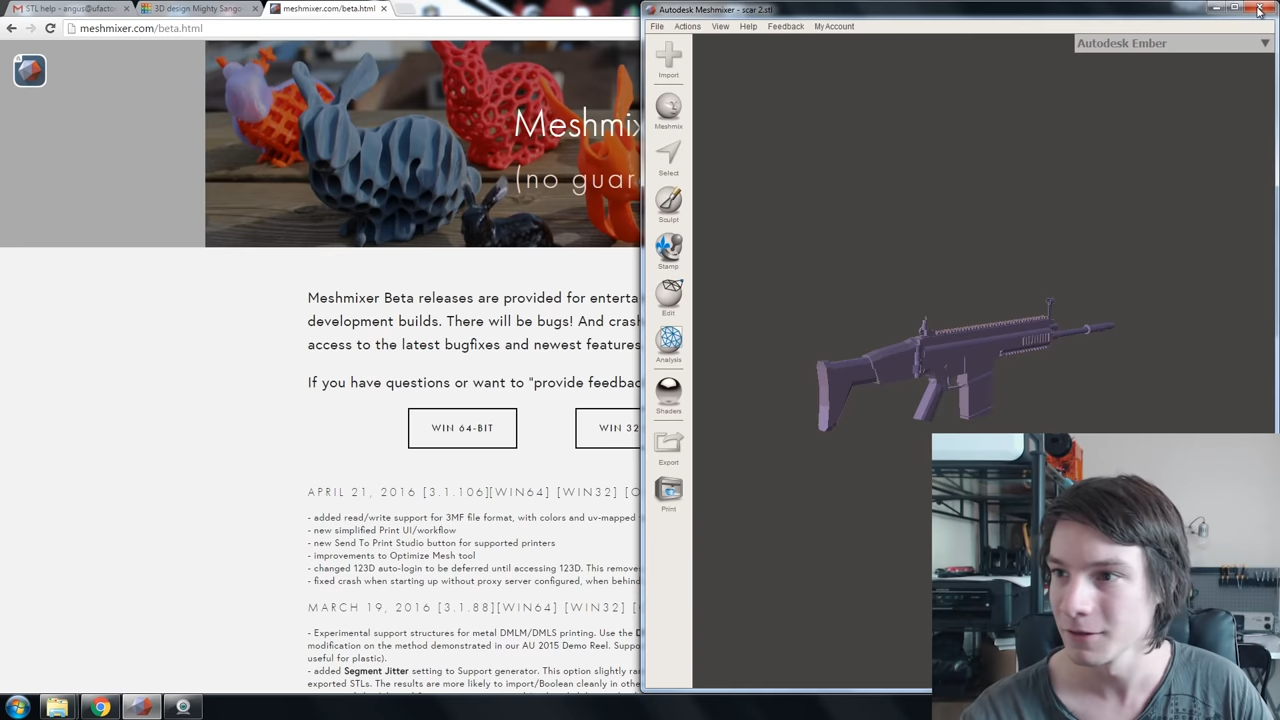 STL help - angus@ufacto
3D design Mighty Sango
meshmixer.com/beta.html
Autodesk Meshmixer - scar 2.stl
meshmixer.com/beta.html
File Actions View Help Feedback My Account
Autodesk Ember
Import
Meshmix
Select
Sculpt
Stamp
Edit
Analysis
Shaders
Export
Print
Meshmix
(no guar
Meshmixer Beta releases are provided for enterta
development builds. There will be bugs! And crash
access to the latest bugfixes and newest features
If you have questions or want to "provide feedbac
WIN 64-BIT
WIN 32
APRIL 21, 2016 [3.1.106][WIN64] [WIN32] [O
- added read/write support for 3MF file format, with colors and uv-mapped
- new simplified Print UI/workflow
- new Send To Print Studio button for supported printers
- improvements to Optimize Mesh tool
- changed 123D auto-login to be deferred until accessing 123D. This removes
- fixed crash when starting up without proxy server configured, when behind
MARCH 19, 2016 [3.1.88][WIN64] [WIN32] [O
- Experimental support structures for metal DMLM/DMLS printing. Use the D
modification on the method demonstrated in our AU 2015 Demo Reel. Suppo
useful for plastic).
- added Segment Jitter setting to Support generator. This option slightly ra
exported STLs. The results are more likely to import/Boolean cleanly in othe